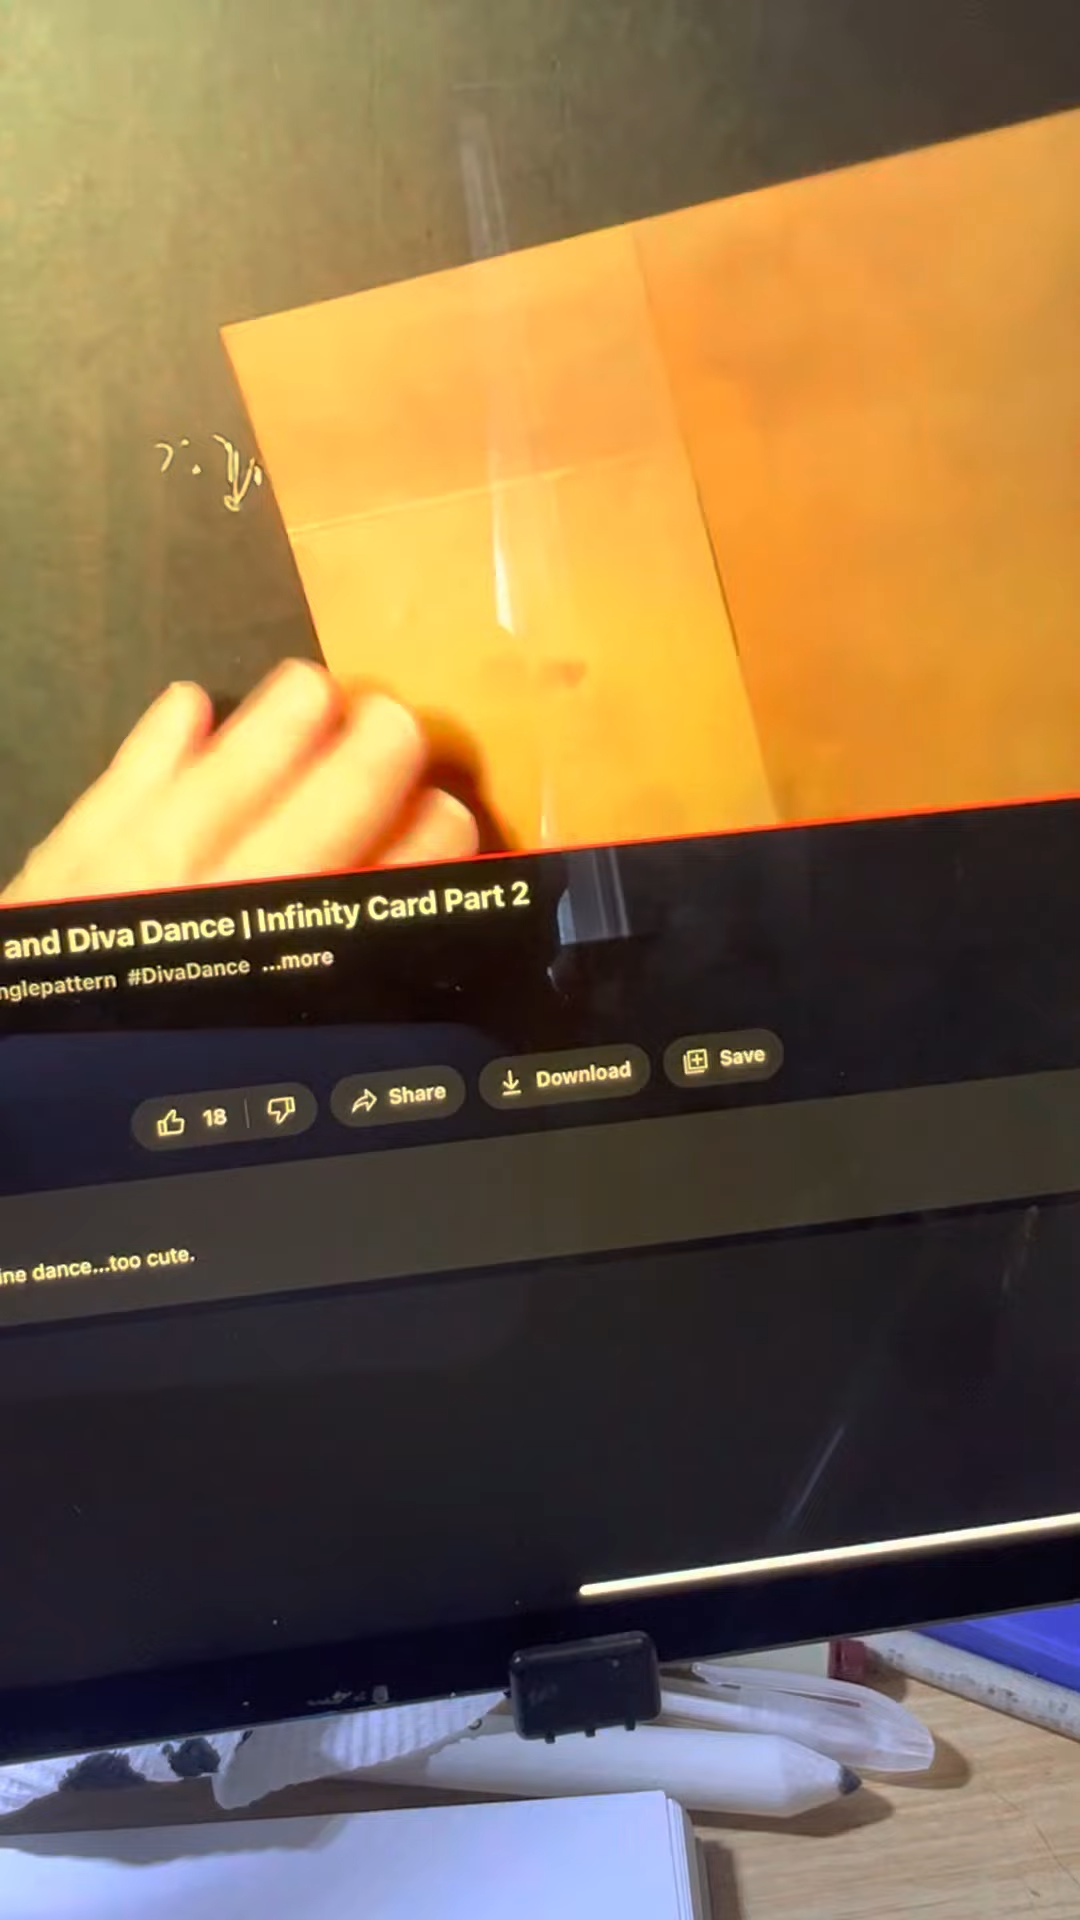 and Diva Dance | Infinity Card Part 2
nglepattern #DivaDance ...more
18
Share
Download
Save
ine dance...too cute.